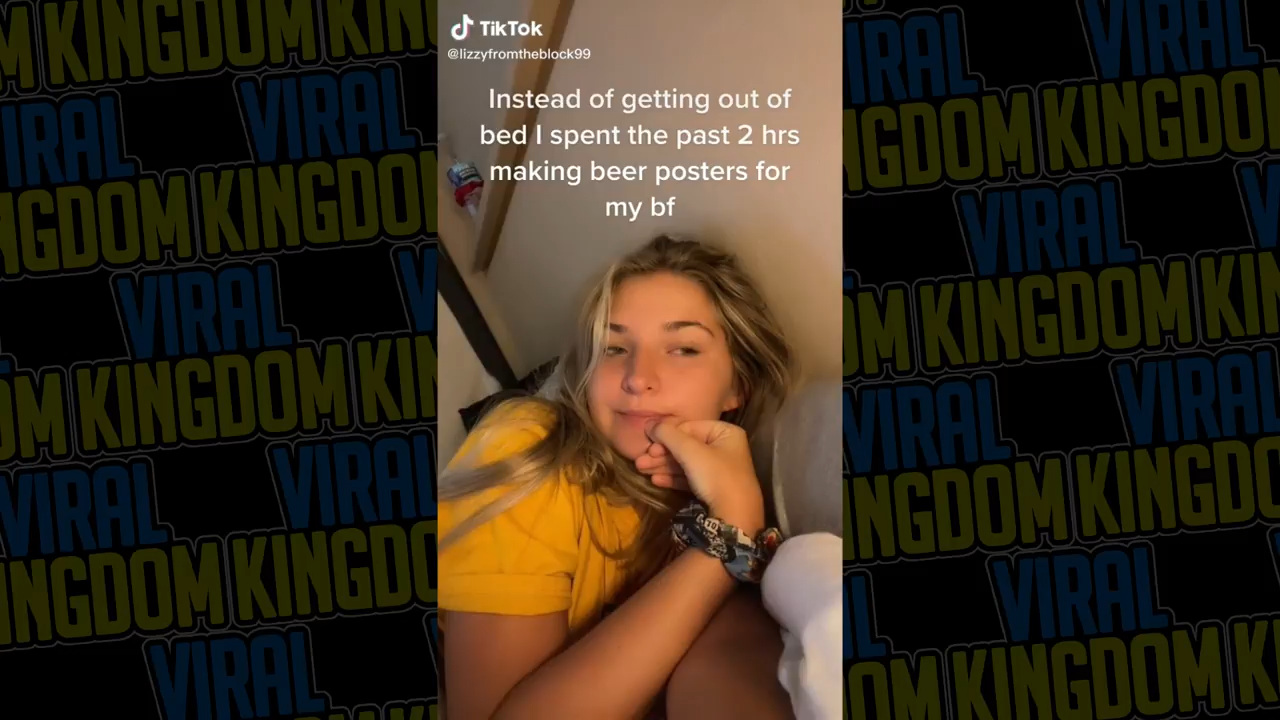 TikTok
@lizzyfromtheblock99
Instead of getting out of
bed I spent the past 2 hrs
making beer posters for
my bf
VIRAL
KINGDOM